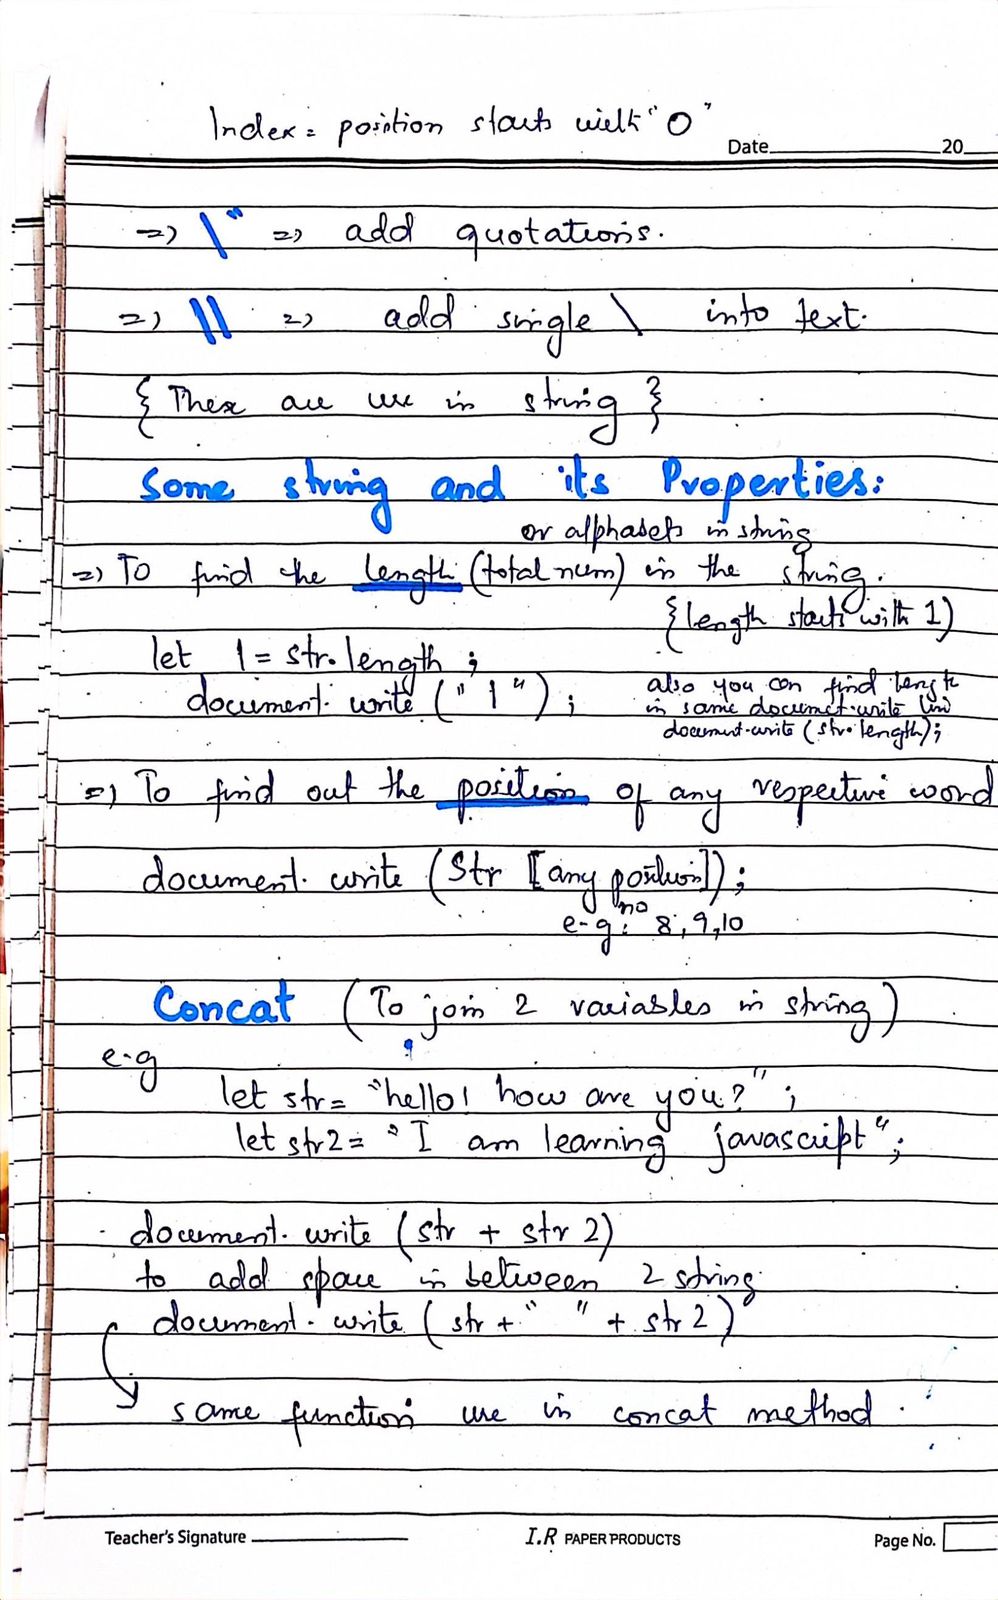 Index = position starts with "0"
Date 20
=> \" => add quotations.
=> \\ => add single \ into text.
{ These are use in string }
Some string and its Properties:
or alphabets in string
=> To find the length (total num) in the string.
{length starts with 1)
let l = str.length ;
document.write ("l") ;
also you can find length
in same document.write
document.write (str.length);
=> To find out the position of any respective word
document.write (Str [any position]) ;
no
e-g: 8, 9, 10
Concat (To join 2 variables in string)
e-g
let str = "hello! how are you?" ;
let str2 = "I am learning javascript" ;
document.write (str + str 2)
to add space in between 2 string.
document.write (str + " " + str 2)
same function use in concat method.
Teacher's Signature
I.R PAPER PRODUCTS
Page No.